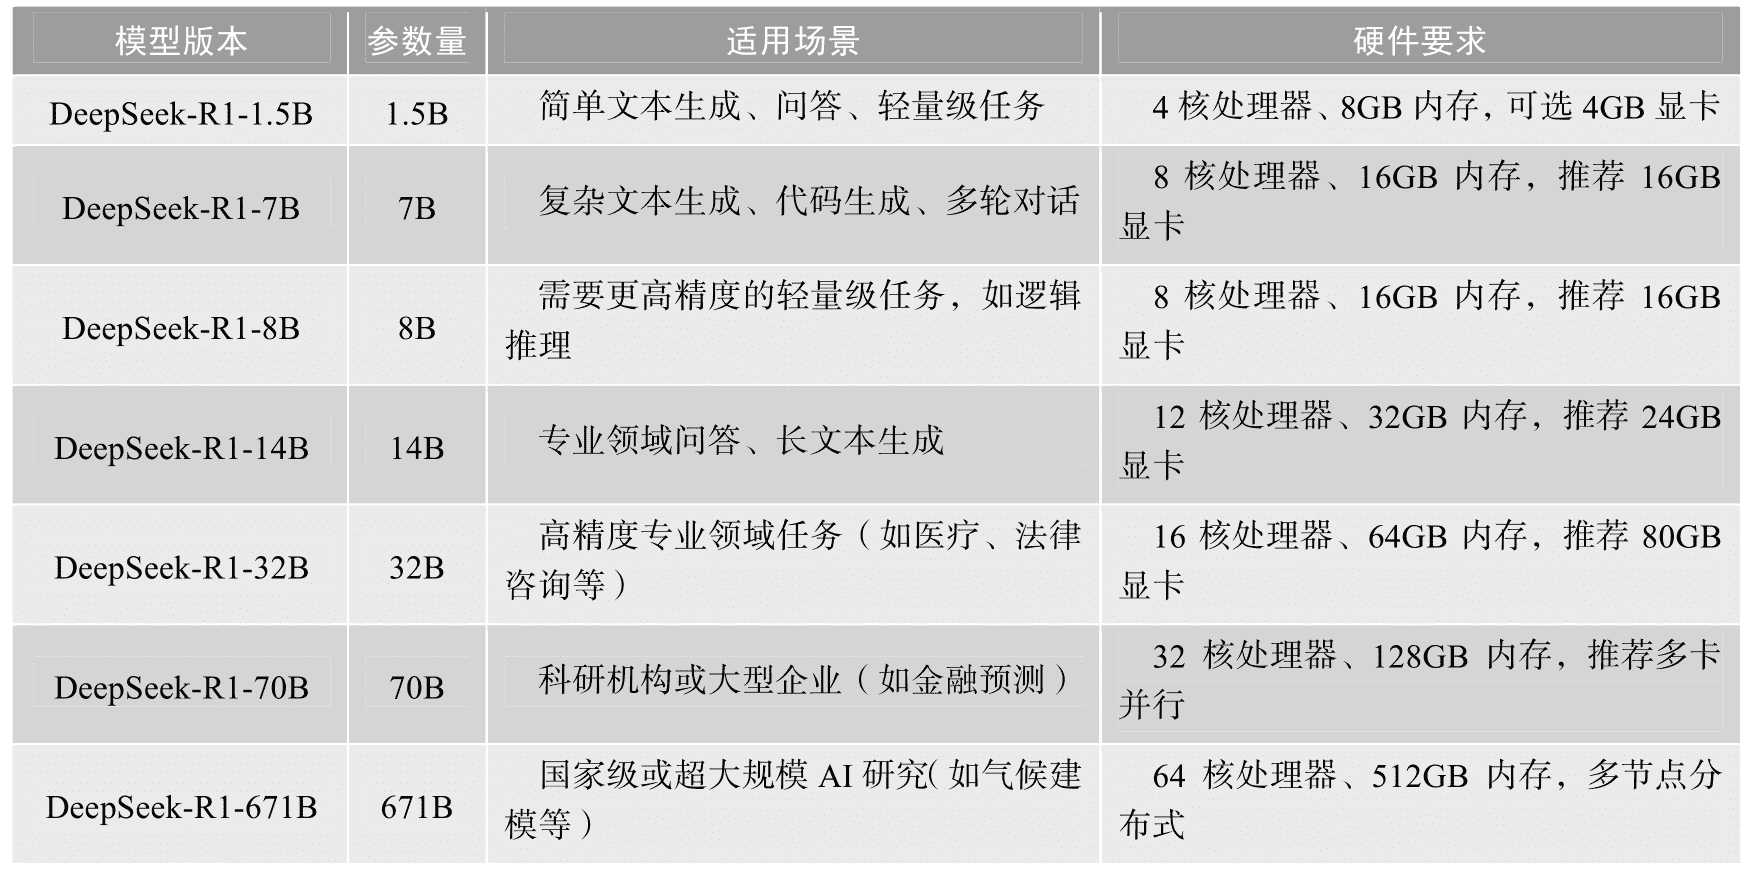 模型版本 参数量 适用场景 硬件要求
DeepSeek-R1-1.5B 1.5B 简单文本生成、问答、轻量级任务 4 核处理器、8GB 内存，可选 4GB 显卡
DeepSeek-R1-7B 7B 复杂文本生成、代码生成、多轮对话 8 核处理器、16GB 内存，推荐 16GB
显卡
DeepSeek-R1-8B 8B 需要更高精度的轻量级任务，如逻辑
推理
8 核处理器、16GB 内存，推荐 16GB
显卡
DeepSeek-R1-14B 14B 专业领域问答、长文本生成 12 核处理器、32GB 内存，推荐 24GB
显卡
DeepSeek-R1-32B 32B 高精度专业领域任务（如医疗、法律
咨询等）
16 核处理器、64GB 内存，推荐 80GB
显卡
DeepSeek-R1-70B 70B 科研机构或大型企业（如金融预测） 32 核处理器、128GB 内存，推荐多卡
并行
DeepSeek-R1-671B 671B 国家级或超大规模 AI 研究（如气候建
模等）
64 核处理器、512GB 内存，多节点分
布式